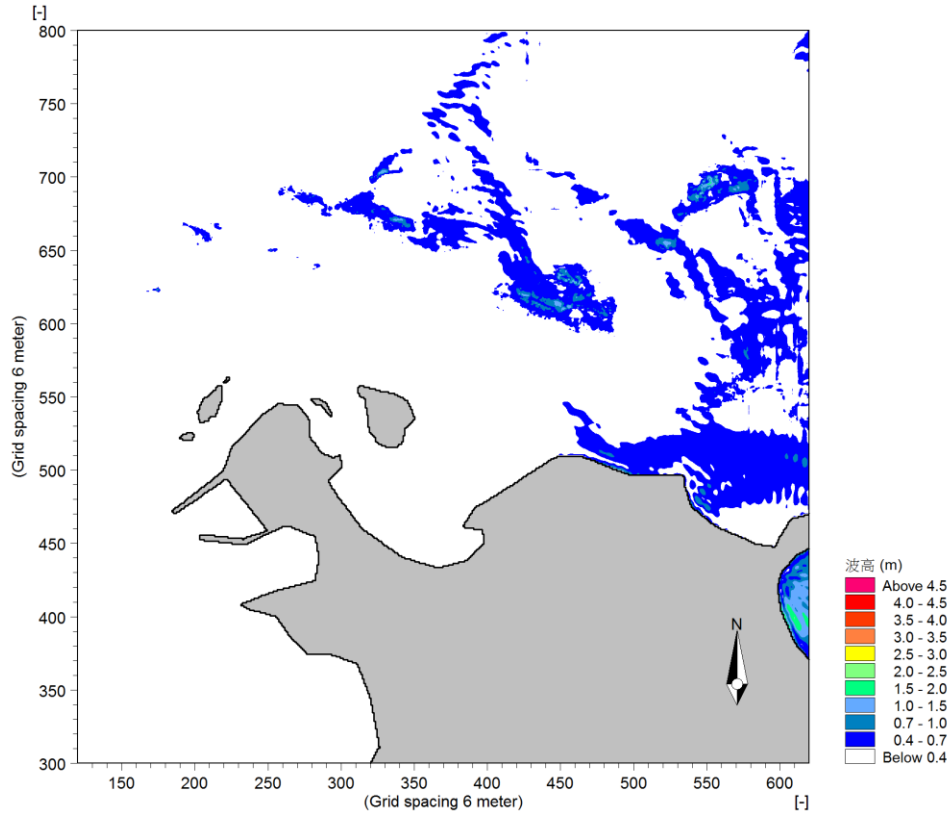 [-]
800
750
700
650
600
550
500
450
400
350
300
(Grid spacing 6 meter)
150 200 250 300 350 400 450 500 550 600
(Grid spacing 6 meter)
[-]
N
波高 (m)
Above 4.5
4.0 - 4.5
3.5 - 4.0
3.0 - 3.5
2.5 - 3.0
2.0 - 2.5
1.5 - 2.0
1.0 - 1.5
0.7 - 1.0
0.4 - 0.7
Below 0.4